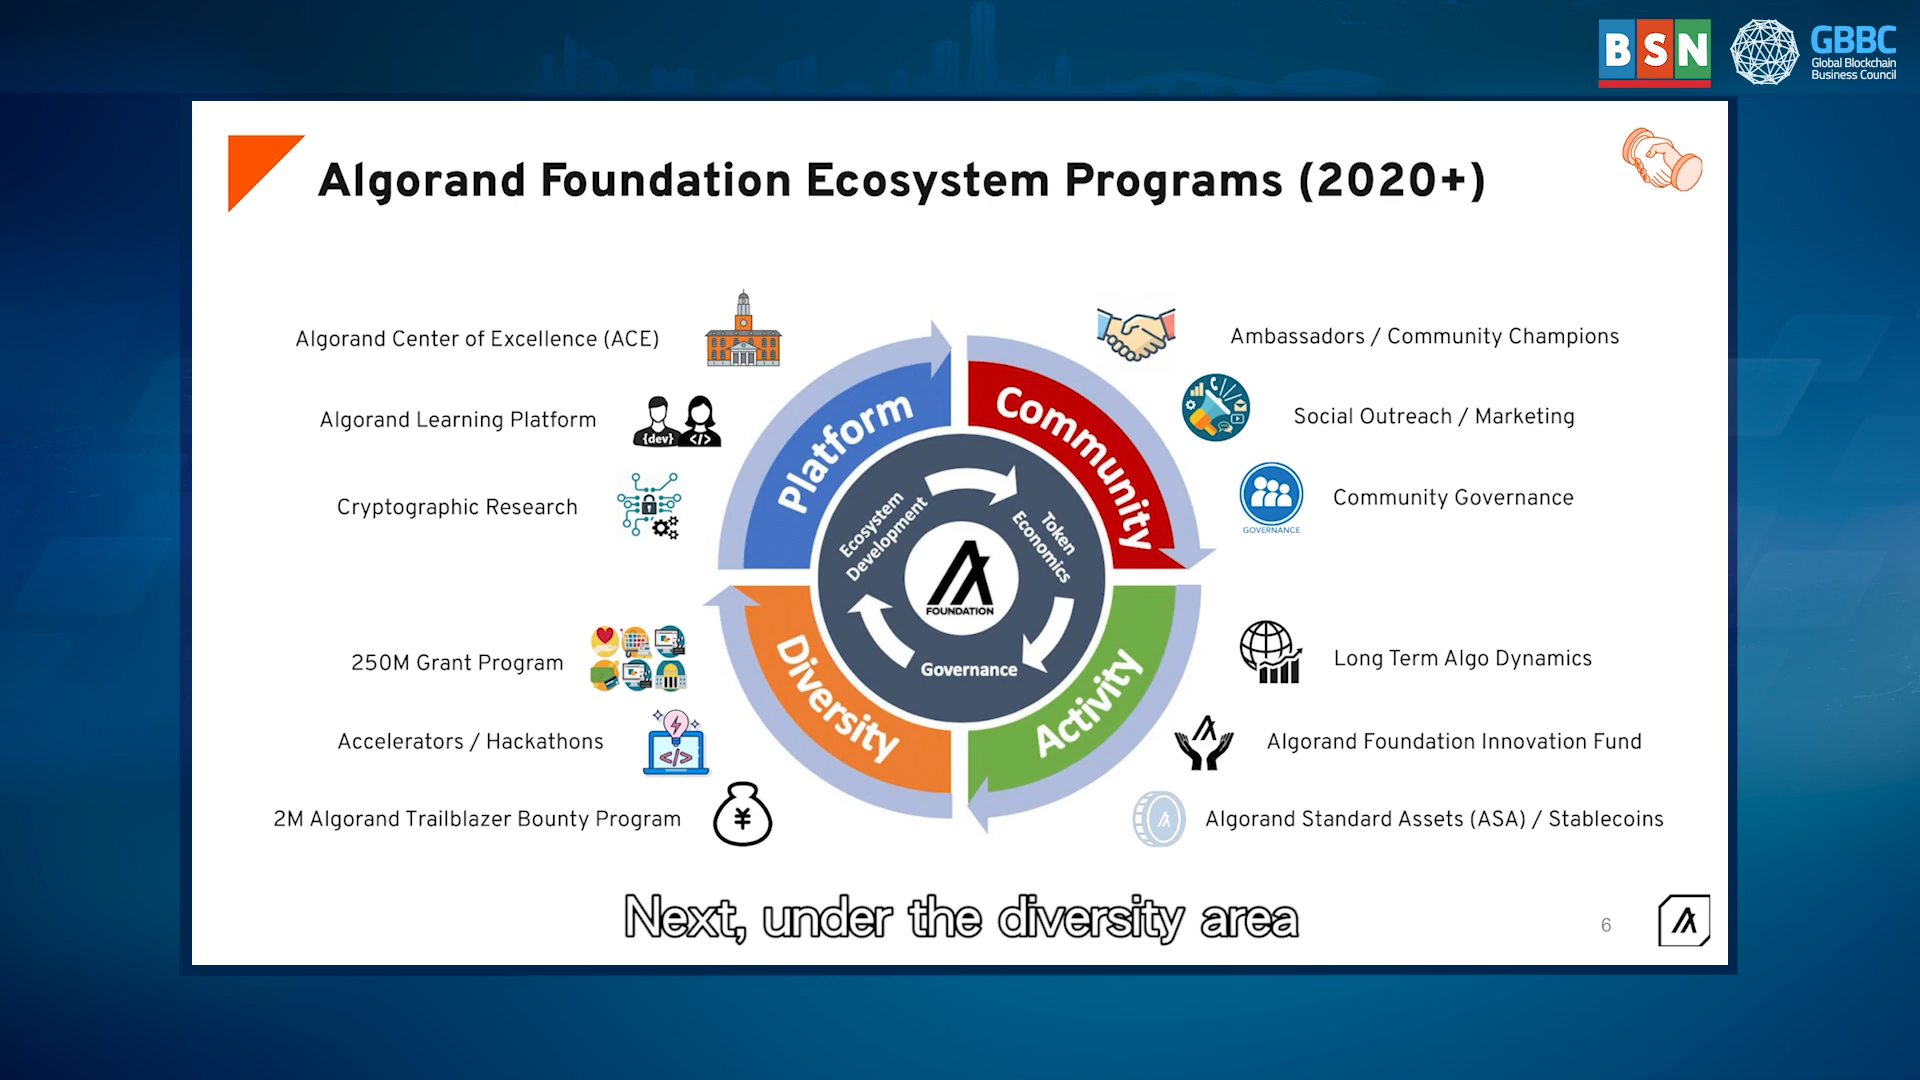 BSN
GBBC
Global Blockchain
Business Council
Algorand Foundation Ecosystem Programs (2020+)
Algorand Center of Excellence (ACE)
Algorand Learning Platform
{dev}
</>
Cryptographic Research
250M Grant Program
Accelerators / Hackathons
</>
2M Algorand Trailblazer Bounty Program
¥
Platform
Community
Diversity
Activity
Ecosystem
Development
Token
Economics
Governance
FOUNDATION
Ambassadors / Community Champions
Social Outreach / Marketing
GOVERNANCE
Community Governance
Long Term Algo Dynamics
Algorand Foundation Innovation Fund
Algorand Standard Assets (ASA) / Stablecoins
Next, under the diversity area
6